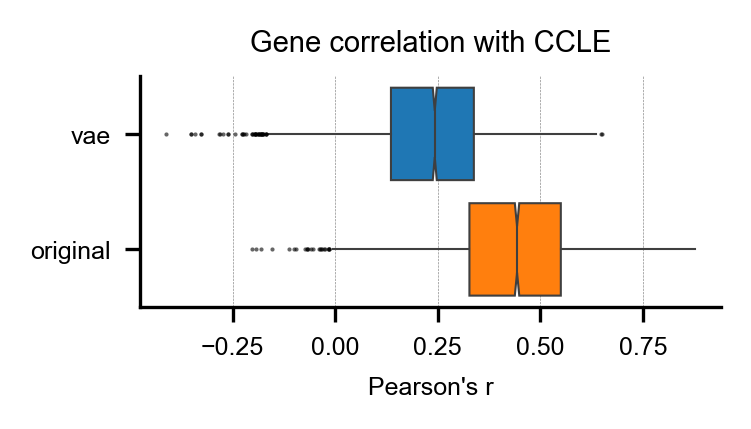 Gene correlation with CCLE
vae
original
−0.25 0.00 0.25 0.50 0.75
Pearson's r